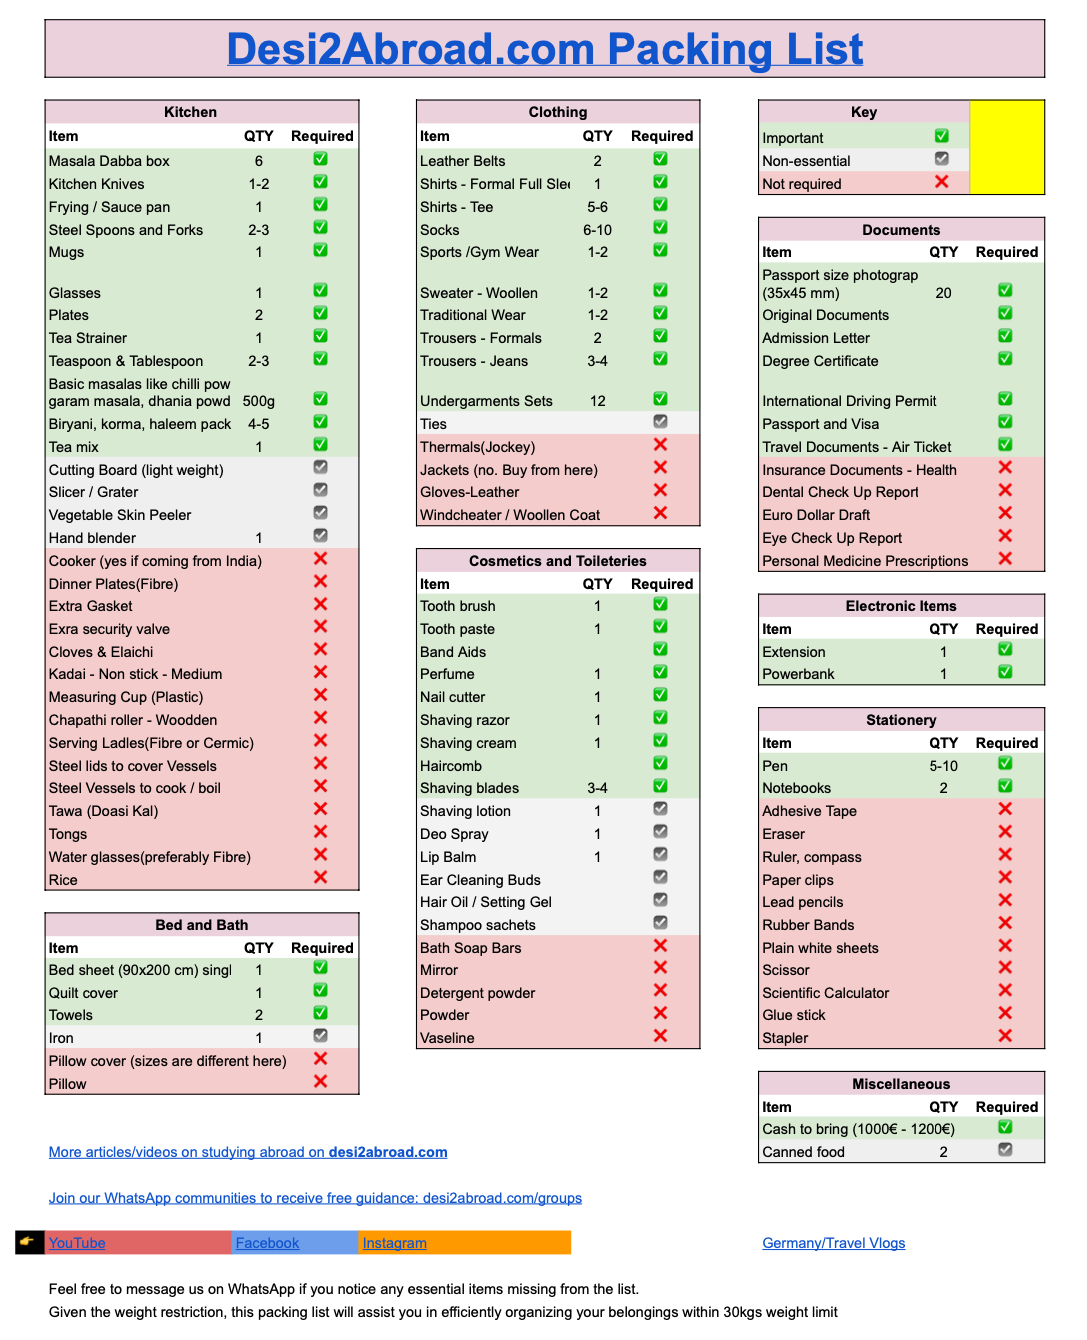 Desi2Abroad.com Packing List
Kitchen
Item QTY Required
Masala Dabba box 6
Kitchen Knives 1-2
Frying / Sauce pan 1
Steel Spoons and Forks 2-3
Mugs 1
Glasses 1
Plates 2
Tea Strainer 1
Teaspoon & Tablespoon 2-3
Basic masalas like chilli pow
garam masala, dhania powd 500g
Biryani, korma, haleem pack 4-5
Tea mix 1
Cutting Board (light weight)
Slicer / Grater
Vegetable Skin Peeler
Hand blender 1
Cooker (yes if coming from India)
Dinner Plates(Fibre)
Extra Gasket
Exra security valve
Cloves & Elaichi
Kadai - Non stick - Medium
Measuring Cup (Plastic)
Chapathi roller - Woodden
Serving Ladles(Fibre or Cermic)
Steel lids to cover Vessels
Steel Vessels to cook / boil
Tawa (Doasi Kal)
Tongs
Water glasses(preferably Fibre)
Rice
Bed and Bath
Item QTY Required
Bed sheet (90x200 cm) singl 1
Quilt cover 1
Towels 2
Iron 1
Pillow cover (sizes are different here)
Pillow
Clothing
Item QTY Required
Leather Belts 2
Shirts - Formal Full Slee 1
Shirts - Tee 5-6
Socks 6-10
Sports /Gym Wear 1-2
Sweater - Woollen 1-2
Traditional Wear 1-2
Trousers - Formals 2
Trousers - Jeans 3-4
Undergarments Sets 12
Ties
Thermals(Jockey)
Jackets (no. Buy from here)
Gloves-Leather
Windcheater / Woollen Coat
Cosmetics and Toileteries
Item QTY Required
Tooth brush 1
Tooth paste 1
Band Aids
Perfume 1
Nail cutter 1
Shaving razor 1
Shaving cream 1
Haircomb
Shaving blades 3-4
Shaving lotion 1
Deo Spray 1
Lip Balm 1
Ear Cleaning Buds
Hair Oil / Setting Gel
Shampoo sachets
Bath Soap Bars
Mirror
Detergent powder
Powder
Vaseline
Key
Important
Non-essential
Not required
Documents
Item QTY Required
Passport size photograp
(35x45 mm) 20
Original Documents
Admission Letter
Degree Certificate
International Driving Permit
Passport and Visa
Travel Documents - Air Ticket
Insurance Documents - Health
Dental Check Up Report
Euro Dollar Draft
Eye Check Up Report
Personal Medicine Prescriptions
Electronic Items
Item QTY Required
Extension 1
Powerbank 1
Stationery
Item QTY Required
Pen 5-10
Notebooks 2
Adhesive Tape
Eraser
Ruler, compass
Paper clips
Lead pencils
Rubber Bands
Plain white sheets
Scissor
Scientific Calculator
Glue stick
Stapler
Miscellaneous
Item QTY Required
Cash to bring (1000€ - 1200€)
Canned food 2
More articles/videos on studying abroad on desi2abroad.com
Join our WhatsApp communities to receive free guidance: desi2abroad.com/groups
YouTube Facebook Instagram Germany/Travel Vlogs
Feel free to message us on WhatsApp if you notice any essential items missing from the list.
Given the weight restriction, this packing list will assist you in efficiently organizing your belongings within 30kgs weight limit